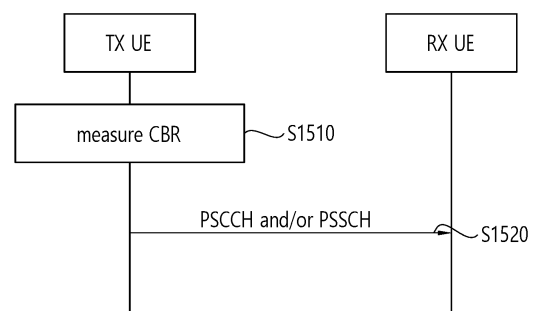 TX UE
RX UE
measure CBR
S1510
PSCCH and/or PSSCH
S1520